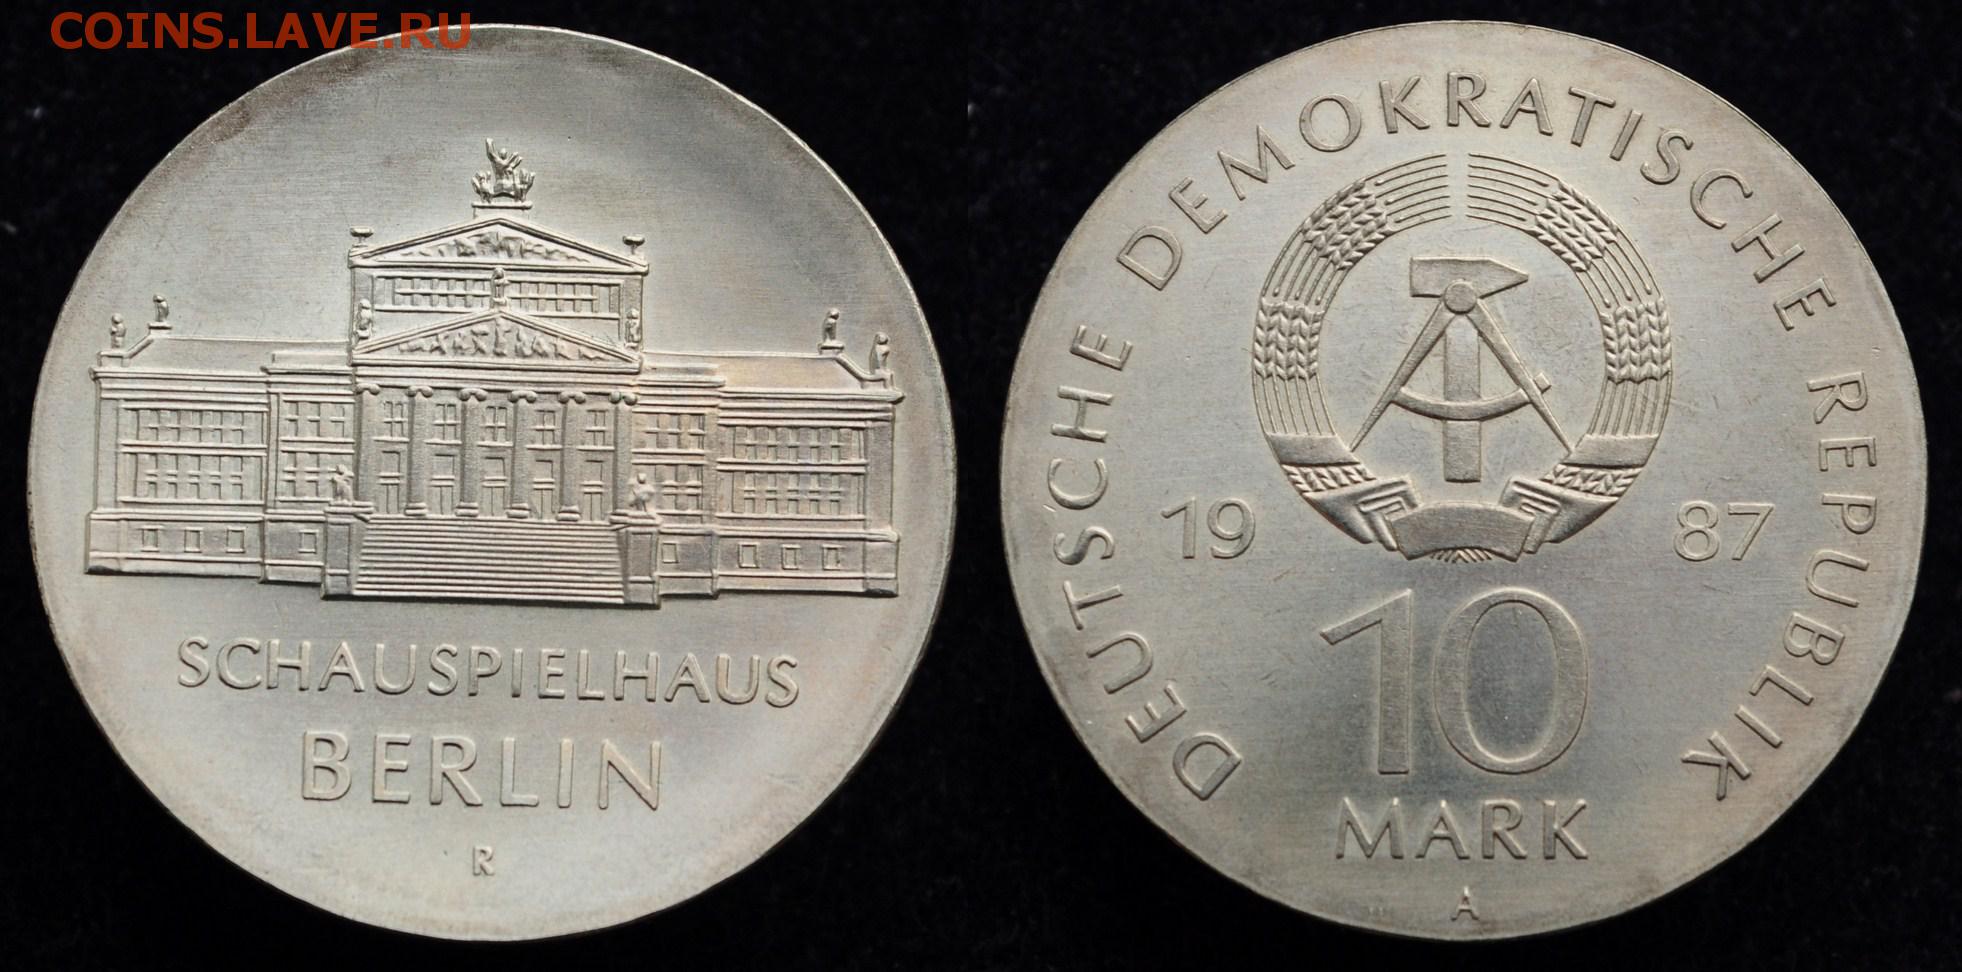 COINS.LAVE.RU
SCHAUSPIELHAUS
BERLIN
R
DEUTSCHE DEMOKRATISCHE REPUBLIK
19 87
10
MARK
A